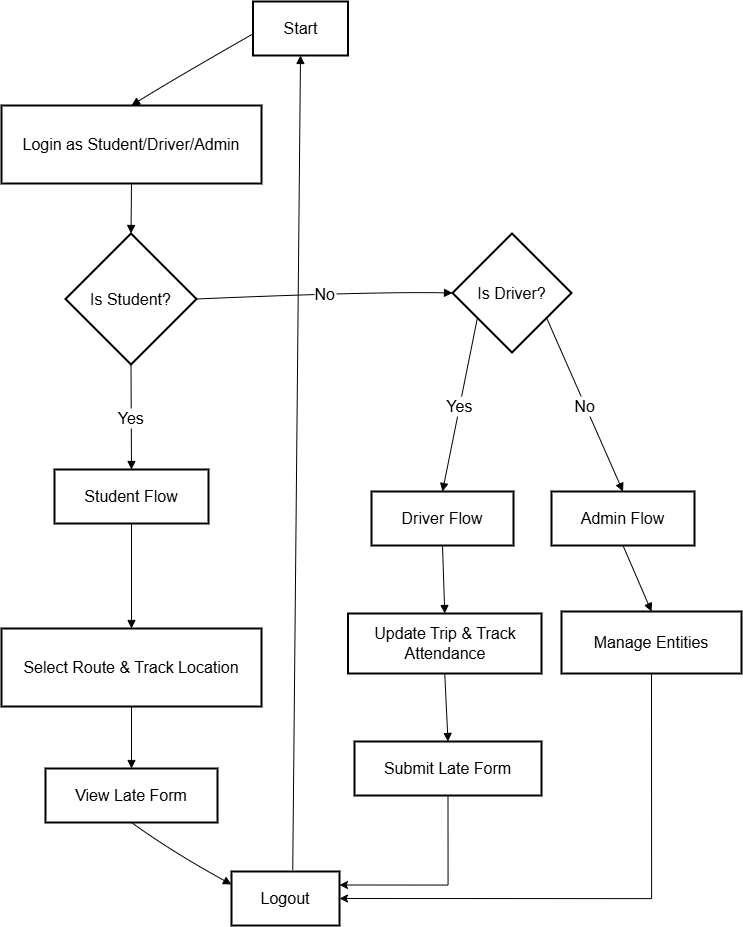 Start
Login as Student/Driver/Admin
Is Student?
No
Is Driver?
Yes
Yes
No
Student Flow
Driver Flow
Admin Flow
Select Route & Track Location
Update Trip & Track
Attendance
Manage Entities
View Late Form
Submit Late Form
Logout